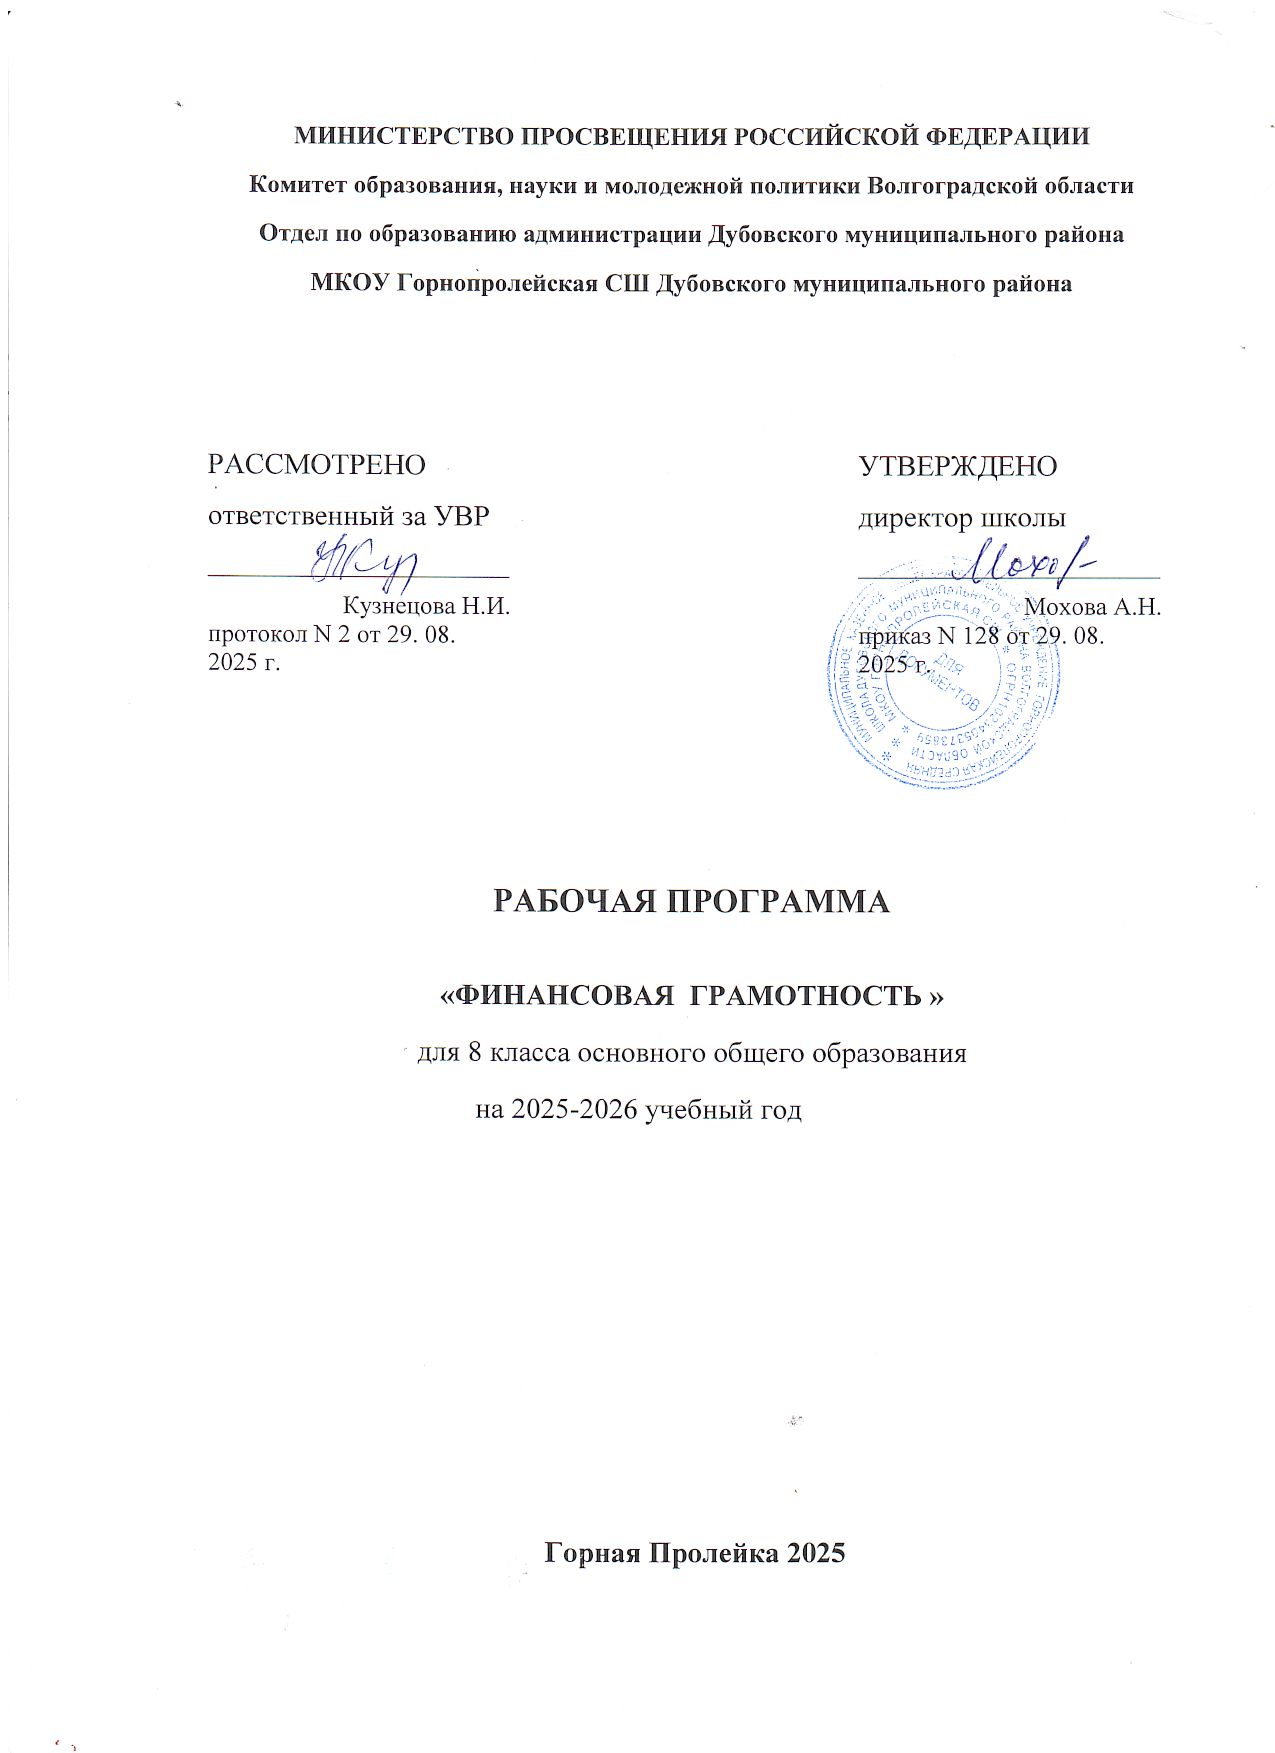 МИНИСТЕРСТВО ПРОСВЕЩЕНИЯ РОССИЙСКОЙ ФЕДЕРАЦИИ
Комитет образования, науки и молодежной политики Волгоградской области
Отдел по образованию администрации Дубовского муниципального района
МКОУ Горнопролейская СШ Дубовского муниципального района
РАССМОТРЕНО
ответственный за УВР
Кузнецова Н.И.
протокол N 2 от 29. 08.
2025 г.
УТВЕРЖДЕНО
директор школы
Мохова А.Н.
приказ N 128 от 29. 08.
2025 г.
ДЛЯ
ДОКУМЕНТОВ
РАБОЧАЯ ПРОГРАММА
«ФИНАНСОВАЯ ГРАМОТНОСТЬ »
для 8 класса основного общего образования
на 2025-2026 учебный год
Горная Пролейка 2025